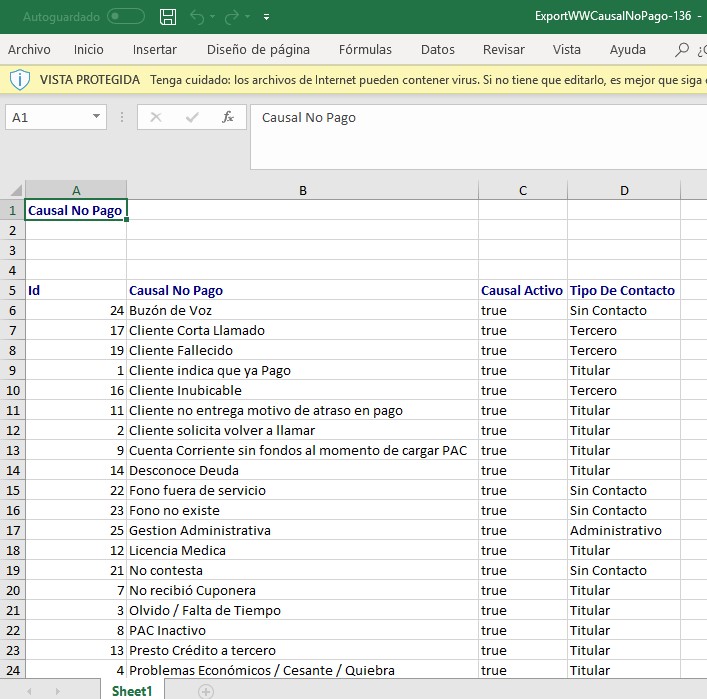 Autoguardado ExportWWCausalNoPago-136 -
Archivo Inicio Insertar Diseño de página Fórmulas Datos Revisar Vista Ayuda
VISTA PROTEGIDA Tenga cuidado: los archivos de Internet pueden contener virus. Si no tiene que editarlo, es mejor que siga
A1 fx Causal No Pago
A B C D
1 Causal No Pago
2
3
4
5 Id Causal No Pago Causal Activo Tipo De Contacto
6 24 Buzón de Voz true Sin Contacto
7 17 Cliente Corta Llamado true Tercero
8 19 Cliente Fallecido true Tercero
9 1 Cliente indica que ya Pago true Titular
10 16 Cliente Inubicable true Tercero
11 11 Cliente no entrega motivo de atraso en pago true Titular
12 2 Cliente solicita volver a llamar true Titular
13 9 Cuenta Corriente sin fondos al momento de cargar PAC true Titular
14 14 Desconoce Deuda true Titular
15 22 Fono fuera de servicio true Sin Contacto
16 23 Fono no existe true Sin Contacto
17 25 Gestion Administrativa true Administrativo
18 12 Licencia Medica true Titular
19 21 No contesta true Sin Contacto
20 7 No recibió Cuponera true Titular
21 3 Olvido / Falta de Tiempo true Titular
22 8 PAC Inactivo true Titular
23 13 Presto Crédito a tercero true Titular
24 4 Problemas Económicos / Cesante / Quiebra true Titular
Sheet1